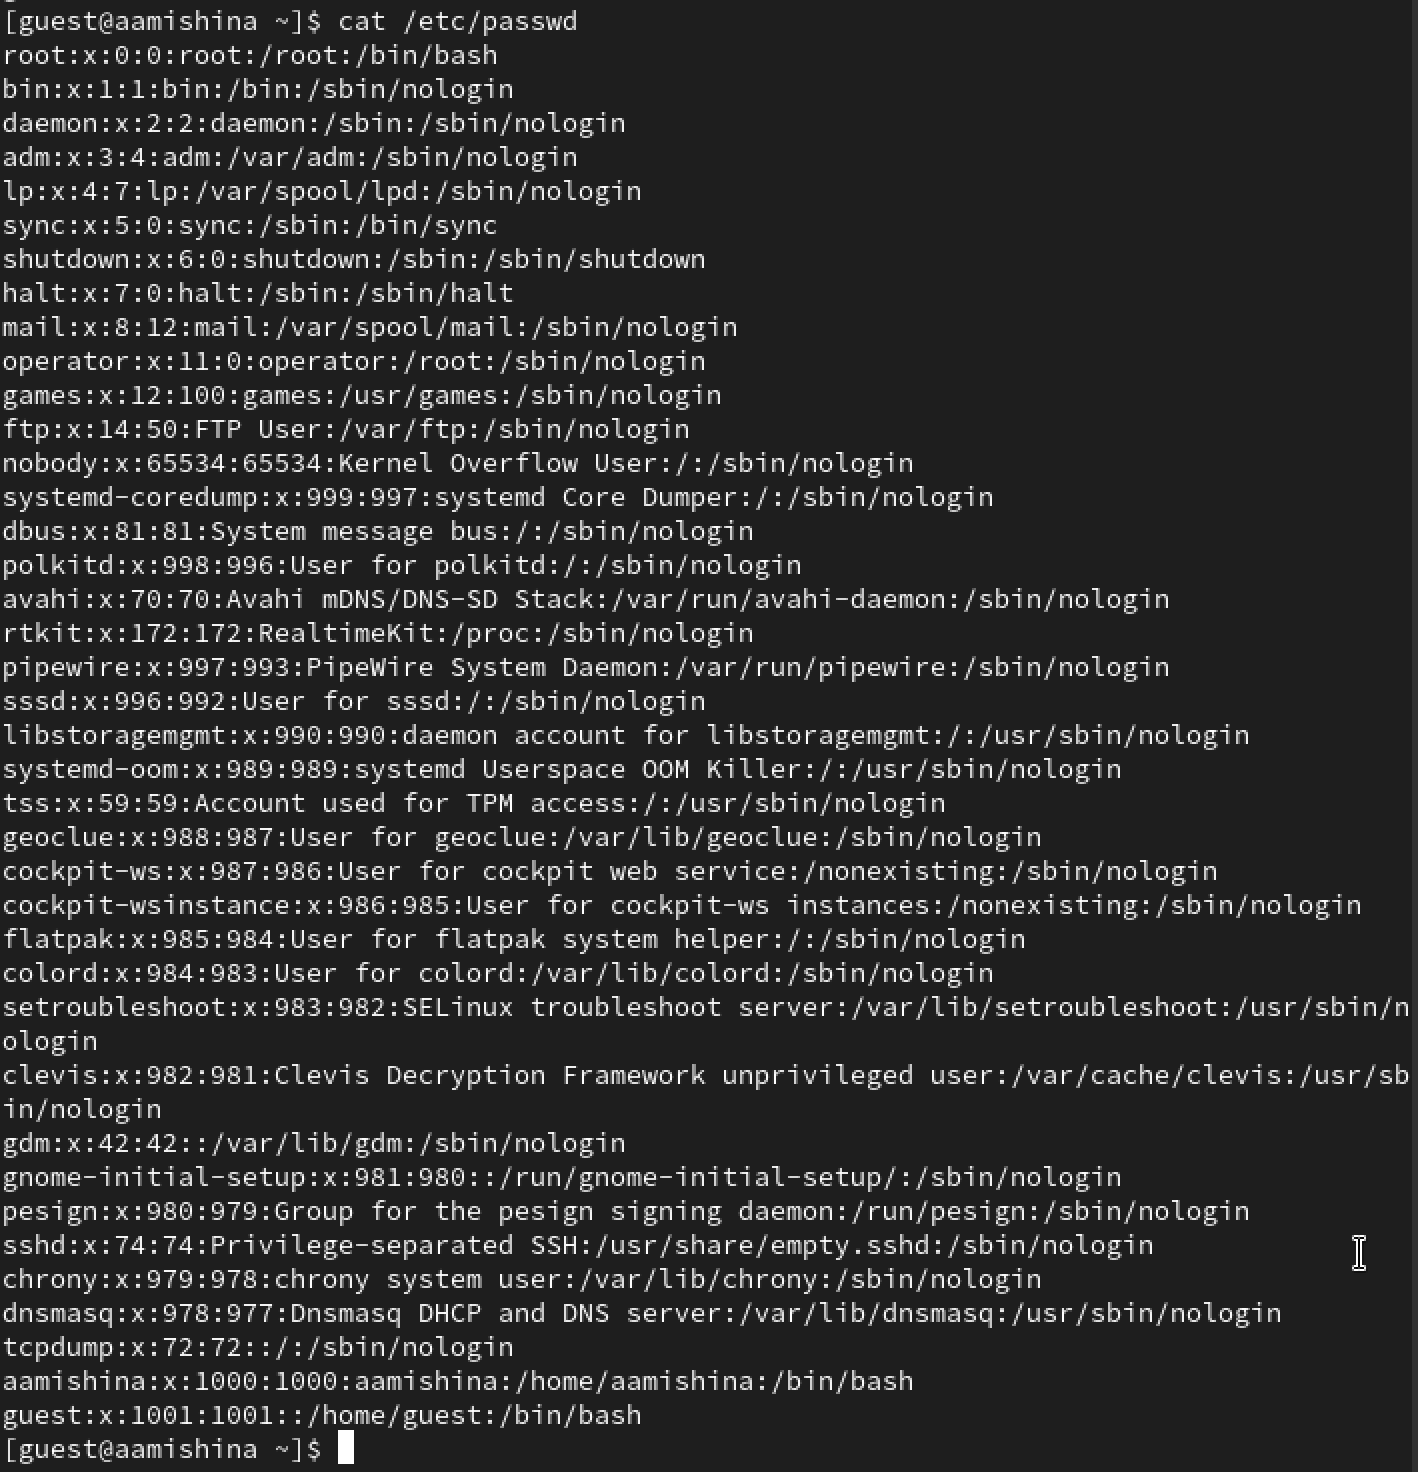 [guest@aamishina ~]$ cat /etc/passwd
root:x:0:0:root:/root:/bin/bash
bin:x:1:1:bin:/bin:/sbin/nologin
daemon:x:2:2:daemon:/sbin:/sbin/nologin
adm:x:3:4:adm:/var/adm:/sbin/nologin
lp:x:4:7:lp:/var/spool/lpd:/sbin/nologin
sync:x:5:0:sync:/sbin:/bin/sync
shutdown:x:6:0:shutdown:/sbin:/sbin/shutdown
halt:x:7:0:halt:/sbin:/sbin/halt
mail:x:8:12:mail:/var/spool/mail:/sbin/nologin
operator:x:11:0:operator:/root:/sbin/nologin
games:x:12:100:games:/usr/games:/sbin/nologin
ftp:x:14:50:FTP User:/var/ftp:/sbin/nologin
nobody:x:65534:65534:Kernel Overflow User:/:/sbin/nologin
systemd-coredump:x:999:997:systemd Core Dumper:/:/sbin/nologin
dbus:x:81:81:System message bus:/:/sbin/nologin
polkitd:x:998:996:User for polkitd:/:/sbin/nologin
avahi:x:70:70:Avahi mDNS/DNS-SD Stack:/var/run/avahi-daemon:/sbin/nologin
rtkit:x:172:172:RealtimeKit:/proc:/sbin/nologin
pipewire:x:997:993:PipeWire System Daemon:/var/run/pipewire:/sbin/nologin
sssd:x:996:992:User for sssd:/:/sbin/nologin
libstoragemgmt:x:990:990:daemon account for libstoragemgmt:/:/usr/sbin/nologin
systemd-oom:x:989:989:systemd Userspace OOM Killer:/:/usr/sbin/nologin
tss:x:59:59:Account used for TPM access:/:/usr/sbin/nologin
geoclue:x:988:987:User for geoclue:/var/lib/geoclue:/sbin/nologin
cockpit-ws:x:987:986:User for cockpit web service:/nonexisting:/sbin/nologin
cockpit-wsinstance:x:986:985:User for cockpit-ws instances:/nonexisting:/sbin/nologin
flatpak:x:985:984:User for flatpak system helper:/:/sbin/nologin
colord:x:984:983:User for colord:/var/lib/colord:/sbin/nologin
setroubleshoot:x:983:982:SELinux troubleshoot server:/var/lib/setroubleshoot:/usr/sbin/n
ologin
clevis:x:982:981:Clevis Decryption Framework unprivileged user:/var/cache/clevis:/usr/sb
in/nologin
gdm:x:42:42::/var/lib/gdm:/sbin/nologin
gnome-initial-setup:x:981:980::/run/gnome-initial-setup/:/sbin/nologin
pesign:x:980:979:Group for the pesign signing daemon:/run/pesign:/sbin/nologin
sshd:x:74:74:Privilege-separated SSH:/usr/share/empty.sshd:/sbin/nologin
chrony:x:979:978:chrony system user:/var/lib/chrony:/sbin/nologin
dnsmasq:x:978:977:Dnsmasq DHCP and DNS server:/var/lib/dnsmasq:/usr/sbin/nologin
tcpdump:x:72:72::/:/sbin/nologin
aamishina:x:1000:1000:aamishina:/home/aamishina:/bin/bash
guest:x:1001:1001::/home/guest:/bin/bash
[guest@aamishina ~]$